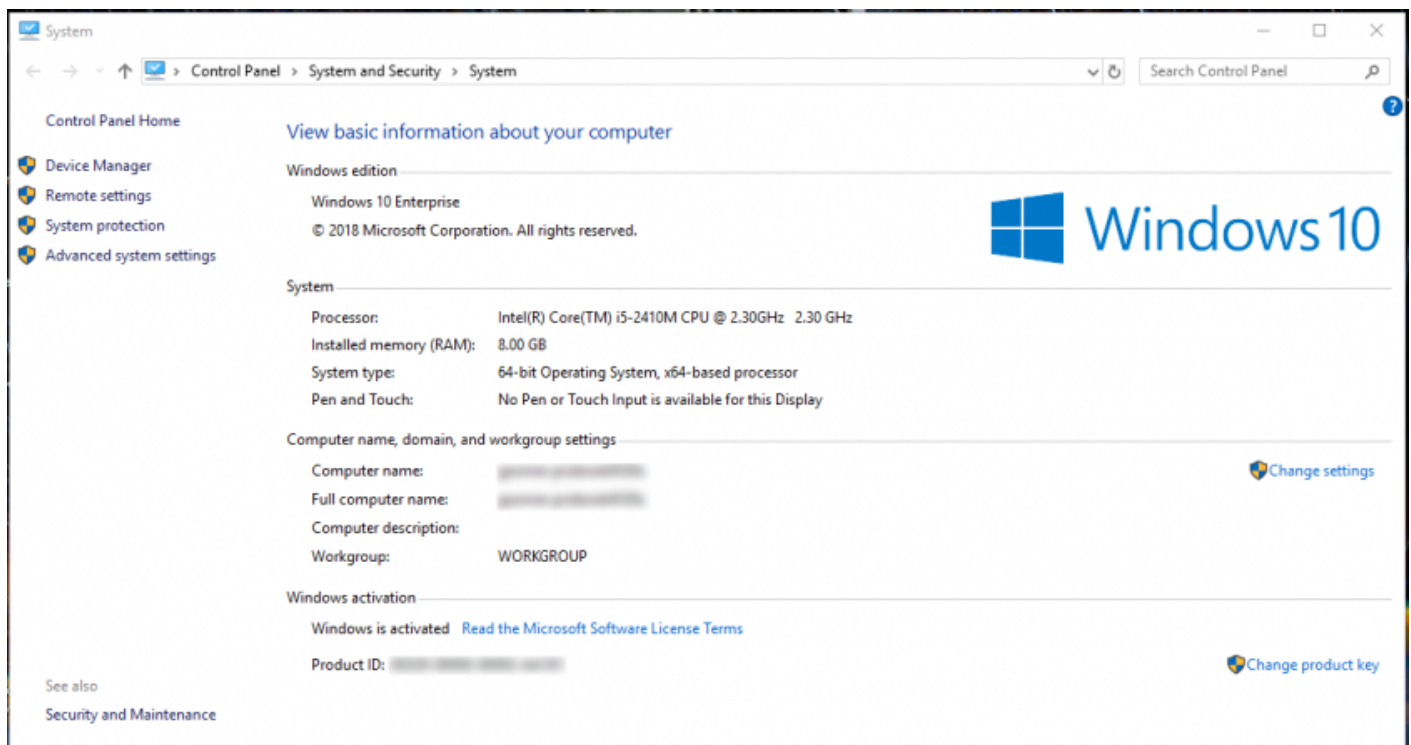 System
Control Panel > System and Security > System
Search Control Panel
Control Panel Home
Device Manager
Remote settings
System protection
Advanced system settings
See also
Security and Maintenance
?
View basic information about your computer
Windows edition
Windows 10 Enterprise
© 2018 Microsoft Corporation. All rights reserved.
Windows 10
System
Processor: Intel(R) Core(TM) i5-2410M CPU @ 2.30GHz 2.30 GHz
Installed memory (RAM): 8.00 GB
System type: 64-bit Operating System, x64-based processor
Pen and Touch: No Pen or Touch Input is available for this Display
Computer name, domain, and workgroup settings
Computer name:
Change settings
Full computer name:
Computer description:
Workgroup: WORKGROUP
Windows activation
Windows is activated Read the Microsoft Software License Terms
Product ID:
Change product key